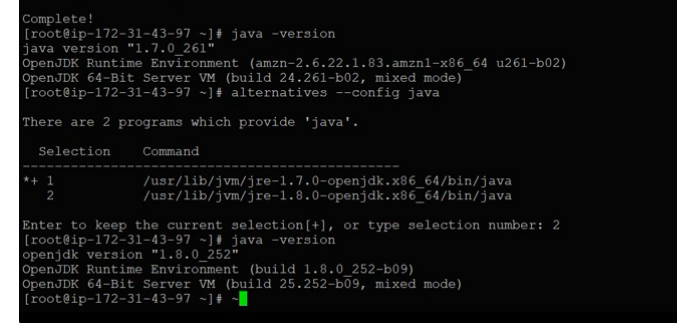 Complete!
[root@ip-172-31-43-97 ~]# java -version
java version "1.7.0_261"
OpenJDK Runtime Environment (amzn-2.6.22.1.83.amzn1-x86_64 u261-b02)
OpenJDK 64-Bit Server VM (build 24.261-b02, mixed mode)
[root@ip-172-31-43-97 ~]# alternatives --config java

There are 2 programs which provide 'java'.

  Selection    Command
-----------------------------------------------
*+ 1           /usr/lib/jvm/jre-1.7.0-openjdk.x86_64/bin/java
   2           /usr/lib/jvm/jre-1.8.0-openjdk.x86_64/bin/java

Enter to keep the current selection[+], or type selection number: 2
[root@ip-172-31-43-97 ~]# java -version
openjdk version "1.8.0_252"
OpenJDK Runtime Environment (build 1.8.0_252-b09)
OpenJDK 64-Bit Server VM (build 25.252-b09, mixed mode)
[root@ip-172-31-43-97 ~]# ~